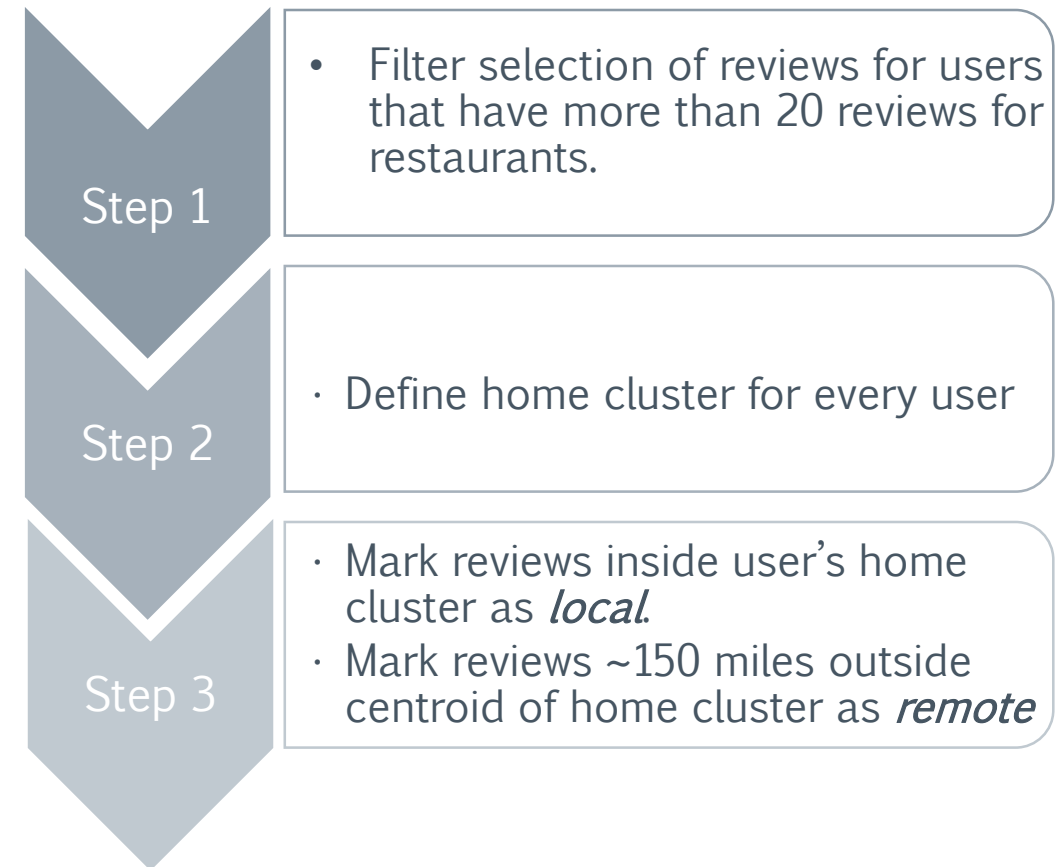 Step 1
• Filter selection of reviews for users
that have more than 20 reviews for
restaurants.
Step 2
· Define home cluster for every user
Step 3
· Mark reviews inside user’s home
cluster as local.
· Mark reviews ~150 miles outside
centroid of home cluster as remote